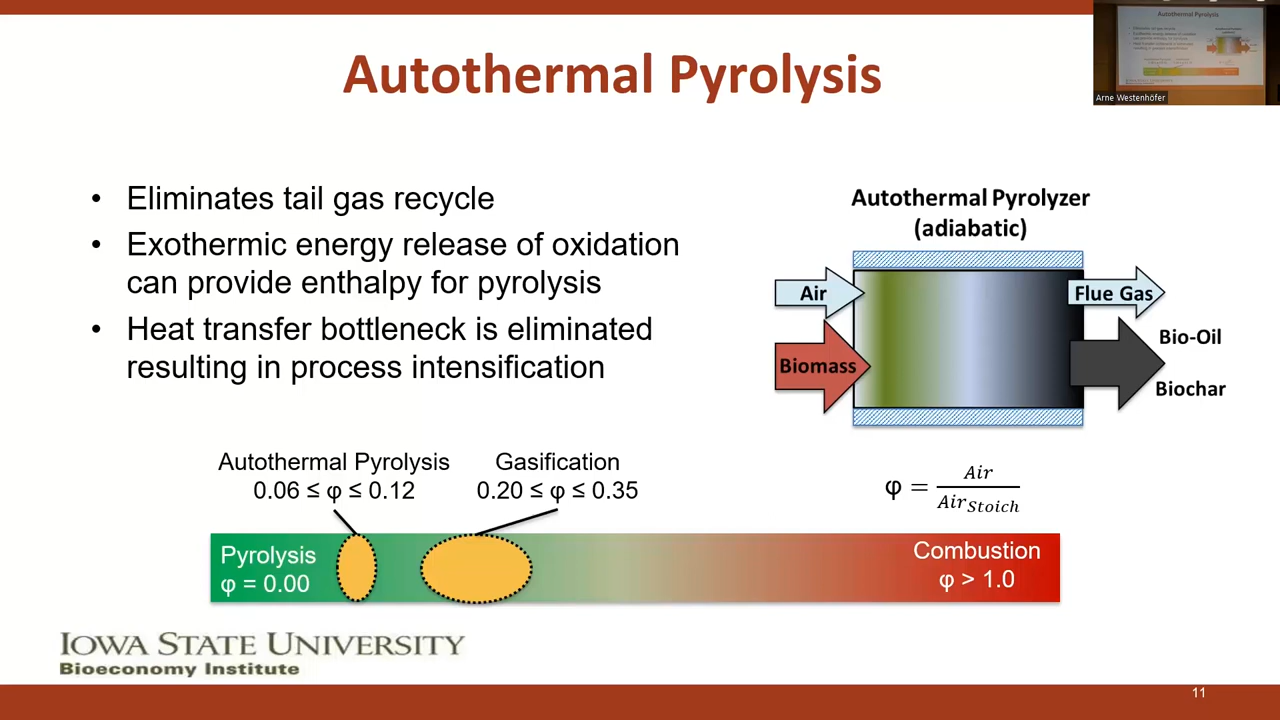 Autothermal Pyrolysis
Arne Westenhöfer
• Eliminates tail gas recycle
• Exothermic energy release of oxidation
can provide enthalpy for pyrolysis
• Heat transfer bottleneck is eliminated
resulting in process intensification
Autothermal Pyrolyzer
(adiabatic)
Air
Flue Gas
Biomass
Bio-Oil
Biochar
Autothermal Pyrolysis
0.06 ≤ φ ≤ 0.12
Gasification
0.20 ≤ φ ≤ 0.35
φ = Air / Air_Stoich
Pyrolysis
φ = 0.00
Combustion
φ > 1.0
IOWA STATE UNIVERSITY
Bioeconomy Institute
11